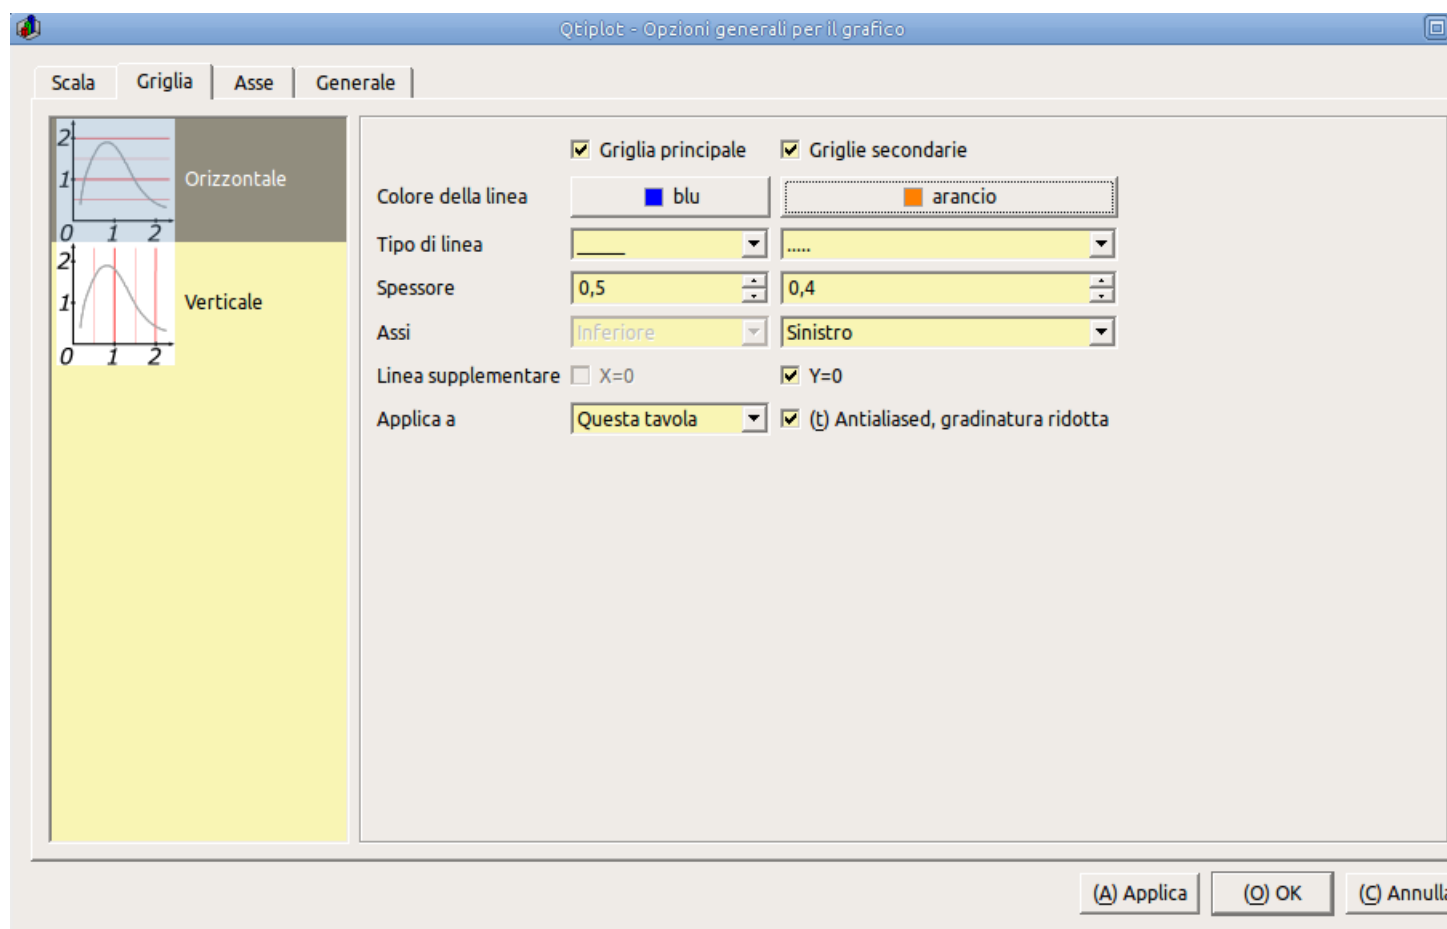 Qtiplot - Opzioni generali per il grafico
Scala Griglia Asse Generale
2
1
0 1 2
Orizzontale
2
1
0 1 2
Verticale
Griglia principale Griglie secondarie
Colore della linea blu arancio
Tipo di linea _____ .....
Spessore 0,5 0,4
Assi Inferiore Sinistro
Linea supplementare X=0 Y=0
Applica a Questa tavola (t) Antialiased, gradinatura ridotta
(A) Applica (O) OK (C) Annulla